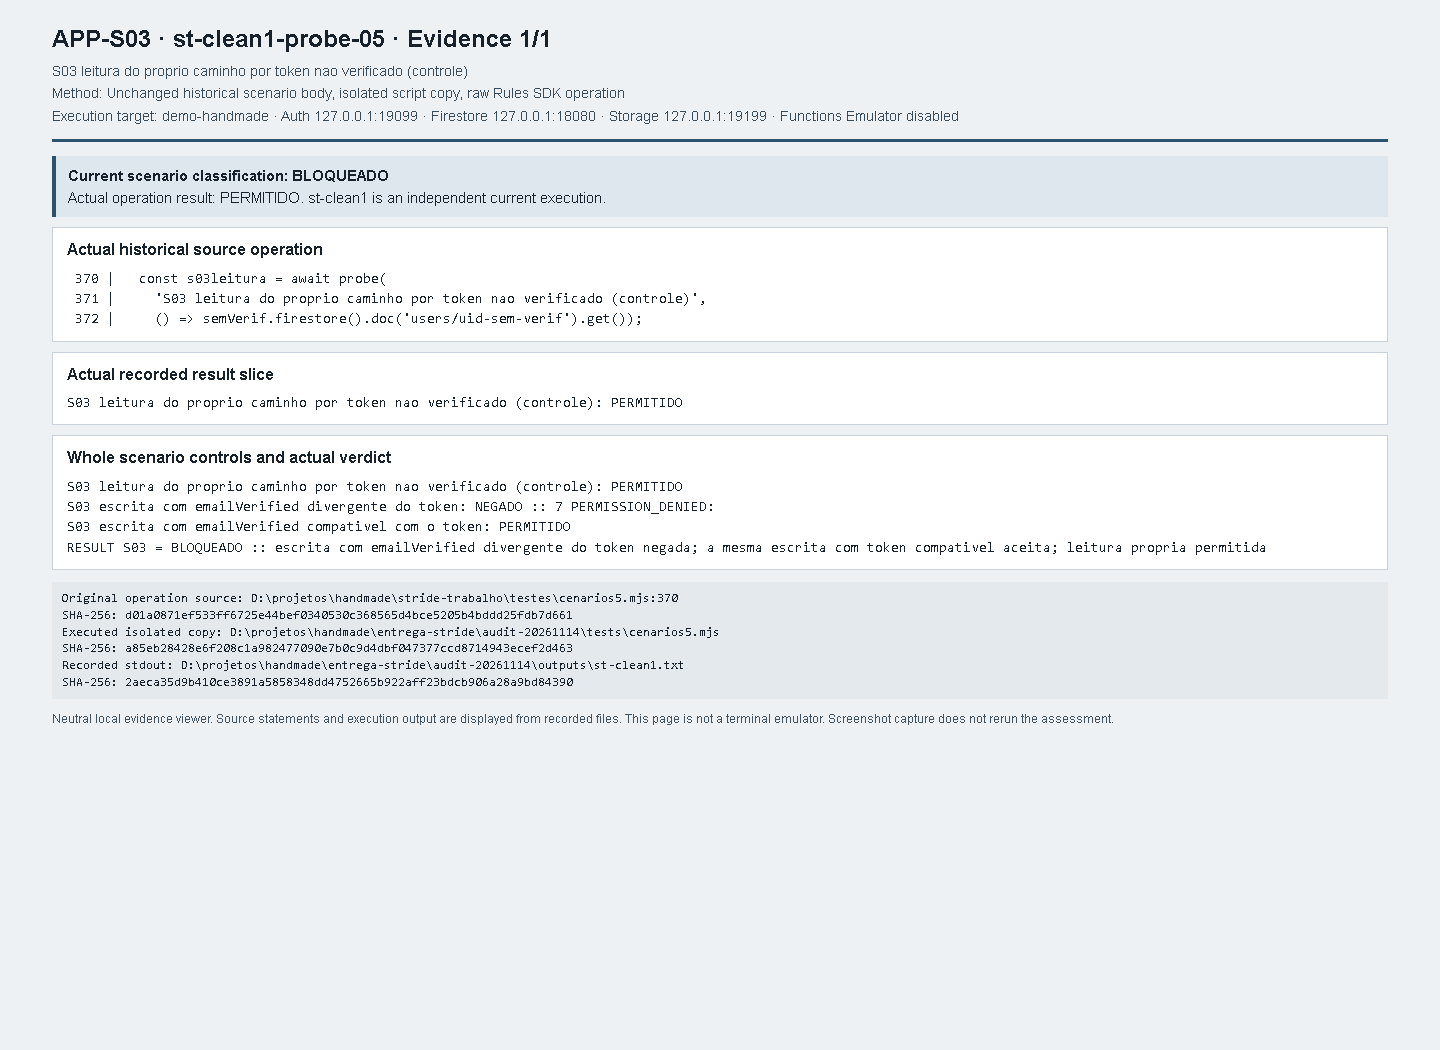 APP-S03 · st-clean1-probe-05 · Evidence 1/1
S03 leitura do proprio caminho por token nao verificado (controle)
Method: Unchanged historical scenario body, isolated script copy, raw Rules SDK operation
Execution target: demo-handmade · Auth 127.0.0.1:19099 · Firestore 127.0.0.1:18080 · Storage 127.0.0.1:19199 · Functions Emulator disabled
Current scenario classification: BLOQUEADO
Actual operation result: PERMITIDO. st-clean1 is an independent current execution.
Actual historical source operation
370 |   const s03leitura = await probe(
371 |     'S03 leitura do proprio caminho por token nao verificado (controle)',
372 |     () => semVerif.firestore().doc('users/uid-sem-verif').get());
Actual recorded result slice
S03 leitura do proprio caminho por token nao verificado (controle): PERMITIDO
Whole scenario controls and actual verdict
S03 leitura do proprio caminho por token nao verificado (controle): PERMITIDO
S03 escrita com emailVerified divergente do token: NEGADO :: 7 PERMISSION_DENIED:
S03 escrita com emailVerified compativel com o token: PERMITIDO
RESULT S03 = BLOQUEADO :: escrita com emailVerified divergente do token negada; a mesma escrita com token compativel aceita; leitura propria permitida
Original operation source: D:\projetos\handmade\stride-trabalho\testes\cenarios5.mjs:370
SHA-256: d01a0871ef533ff6725e44bef0340530c368565d4bce5205b4bddd25fdb7d661
Executed isolated copy: D:\projetos\handmade\entrega-stride\audit-20261114\tests\cenarios5.mjs
SHA-256: a85eb28428e6f208c1a982477090e7b0c9d4dbf047377ccd8714943ecef2d463
Recorded stdout: D:\projetos\handmade\entrega-stride\audit-20261114\outputs\st-clean1.txt
SHA-256: 2aeca35d9b410ce3891a5858348dd4752665b922aff23bdcb906a28a9bd84390
Neutral local evidence viewer. Source statements and execution output are displayed from recorded files. This page is not a terminal emulator. Screenshot capture does not rerun the assessment.